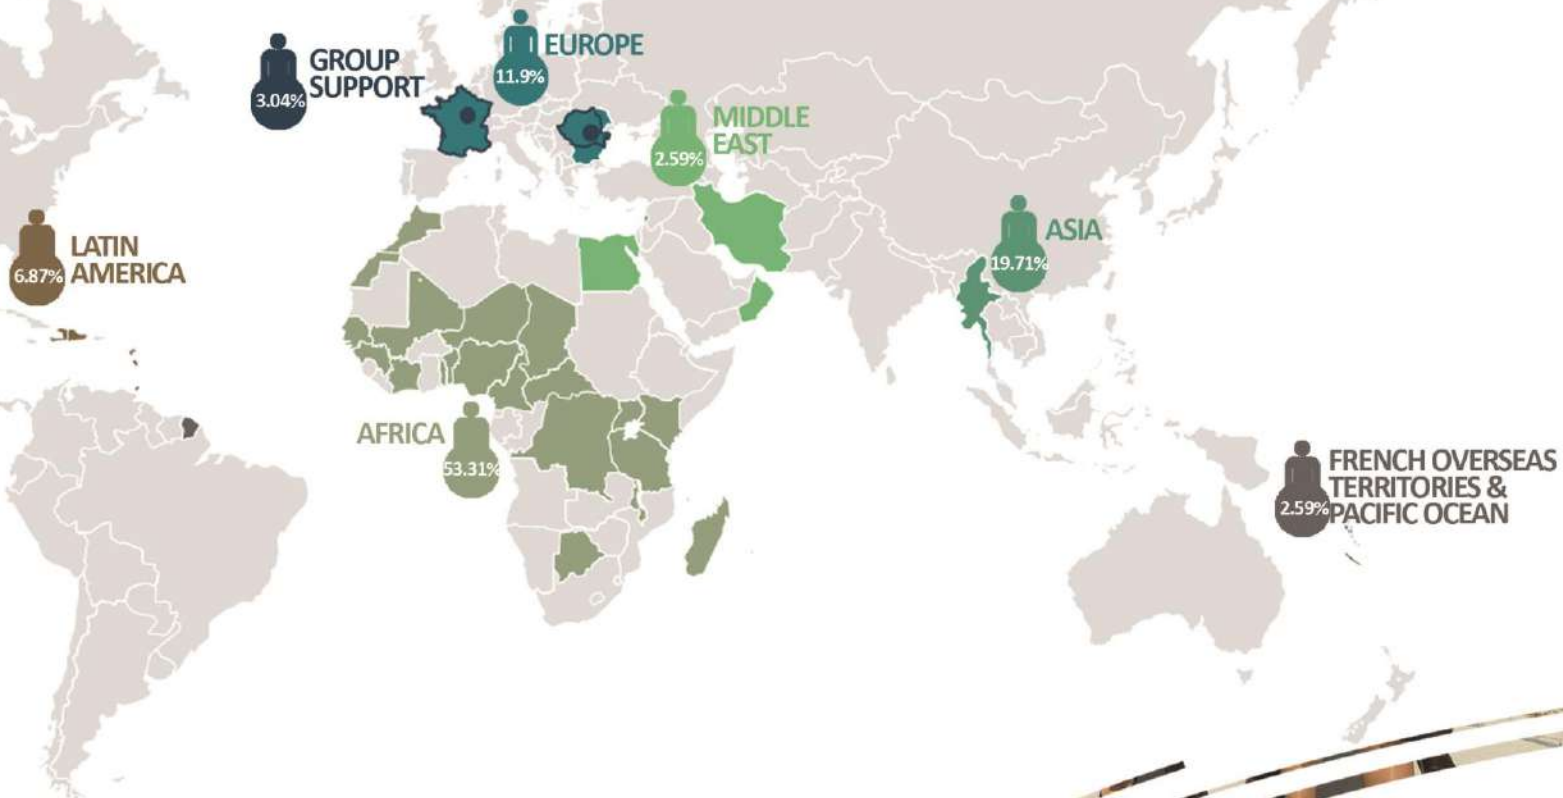 GROUP
SUPPORT
3.04%
EUROPE
11.9%
MIDDLE
EAST
2.59%
LATIN
AMERICA
6.87%
ASIA
19.71%
AFRICA
53.31%
FRENCH OVERSEAS
TERRITORIES &
PACIFIC OCEAN
2.59%